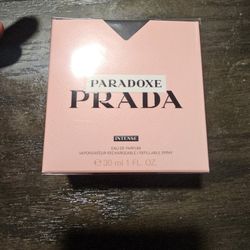 PARADOXE
PRADA
INTENSE
EAU DE PARFUM
VAPORISATEUR RECHARGEABLE / REFILLABLE SPRAY
℮ 30 ml 1 FL. OZ.